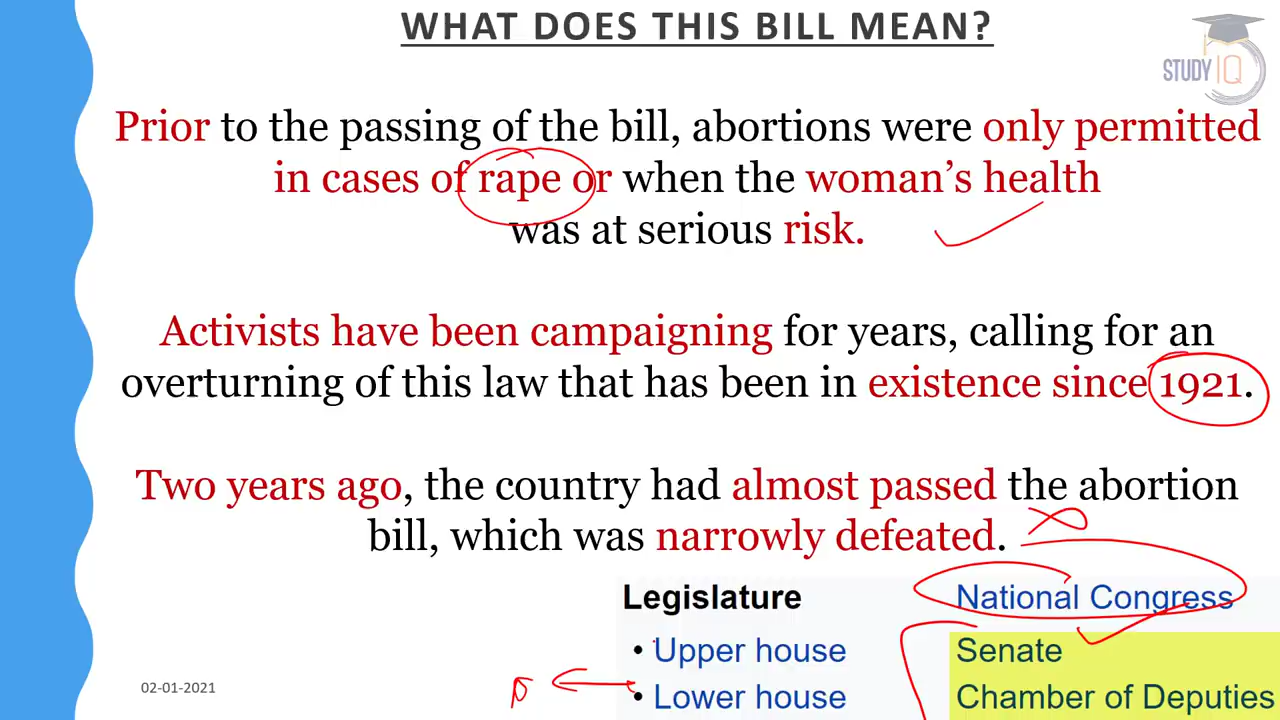 WHAT DOES THIS BILL MEAN?
STUDY IQ
Prior to the passing of the bill, abortions were only permitted
in cases of rape or when the woman's health
was at serious risk.
Activists have been campaigning for years, calling for an
overturning of this law that has been in existence since 1921.
Two years ago, the country had almost passed the abortion
bill, which was narrowly defeated.
Legislature National Congress
• Upper house Senate
• Lower house Chamber of Deputies
02-01-2021